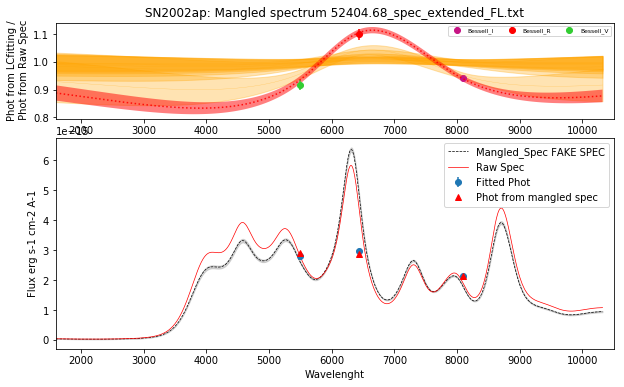 SN2002ap: Mangled spectrum 52404.68_spec_extended_FL.txt
Phot from LCfitting /
Phot from Raw Spec
1.1
1.0
0.9
0.8
Bessell_I
Bessell_R
Bessell_V
2000 3000 4000 5000 6000 7000 8000 9000 10000
Flux erg s-1 cm-2 A-1
6
5
4
3
2
1
0
Mangled_Spec FAKE SPEC
Raw Spec
Fitted Phot
Phot from mangled spec
2000 3000 4000 5000 6000 7000 8000 9000 10000
Wavelenght